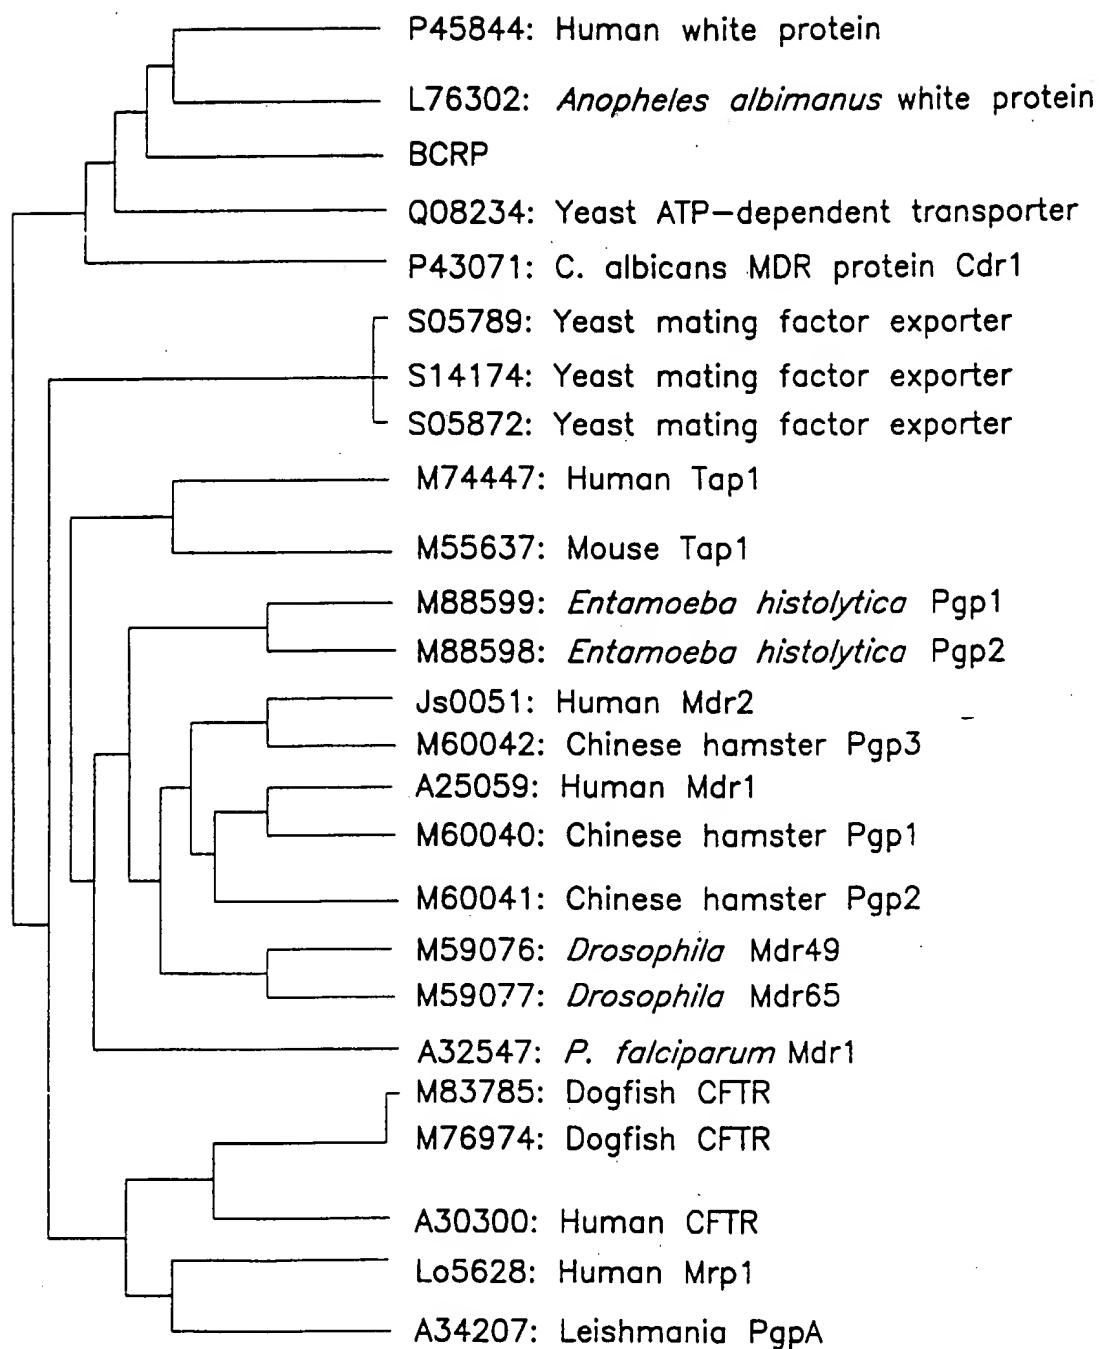 P45844: Human white protein
L76302: Anopheles albimanus white protein
BCRP
Q08234: Yeast ATP-dependent transporter
P43071: C. albicans MDR protein Cdr1
S05789: Yeast mating factor exporter
S14174: Yeast mating factor exporter
S05872: Yeast mating factor exporter
M74447: Human Tap1
M55637: Mouse Tap1
M88599: Entamoeba histolytica Pgp1
M88598: Entamoeba histolytica Pgp2
Js0051: Human Mdr2
M60042: Chinese hamster Pgp3
A25059: Human Mdr1
M60040: Chinese hamster Pgp1
M60041: Chinese hamster Pgp2
M59076: Drosophila Mdr49
M59077: Drosophila Mdr65
A32547: P. falciparum Mdr1
M83785: Dogfish CFTR
M76974: Dogfish CFTR
A30300: Human CFTR
Lo5628: Human Mrp1
A34207: Leishmania PgpA